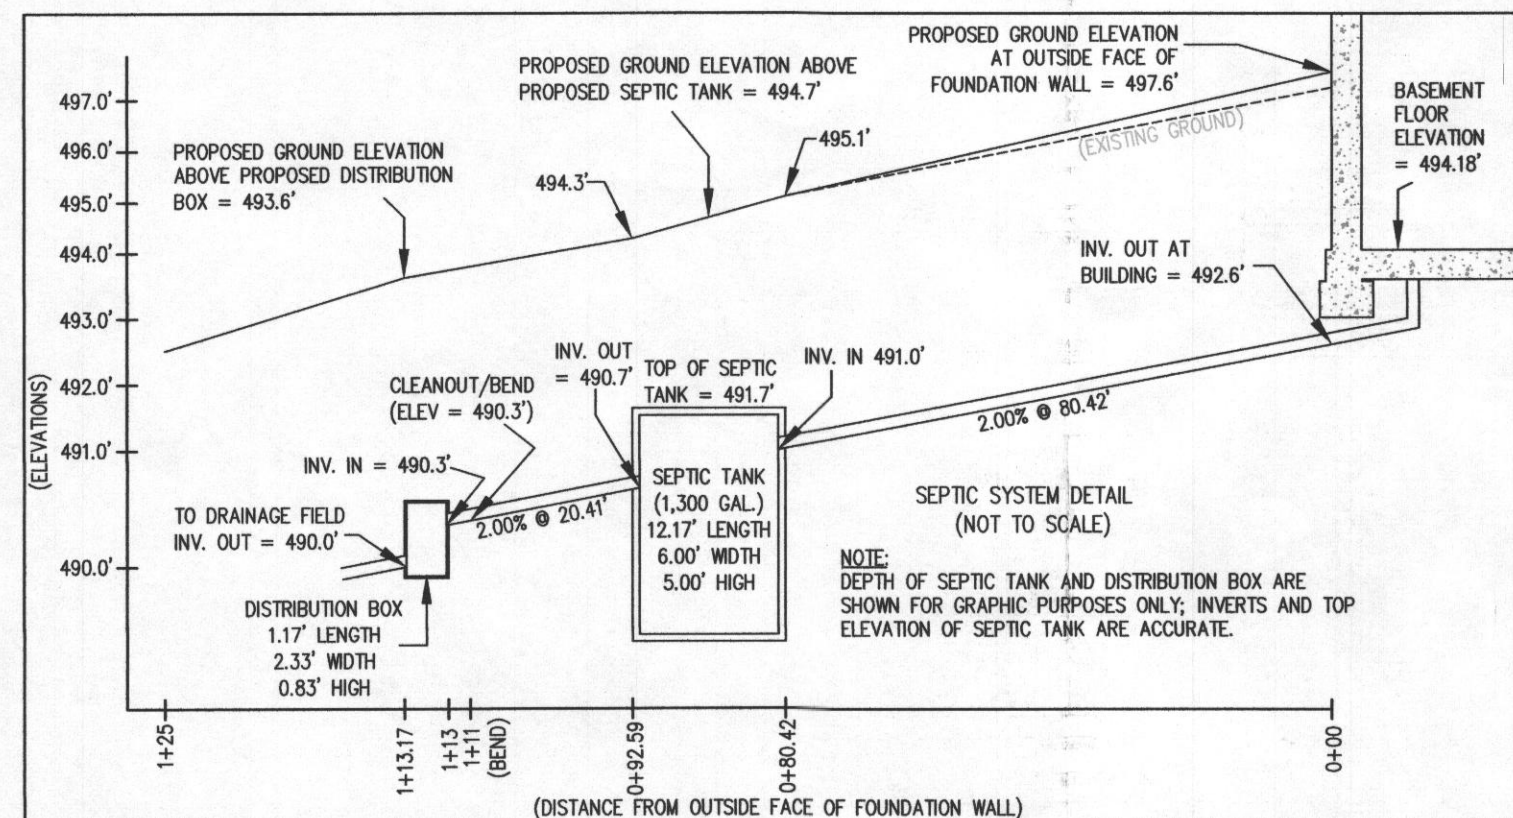 PROPOSED GROUND ELEVATION
AT OUTSIDE FACE OF
FOUNDATION WALL = 497.6'
PROPOSED GROUND ELEVATION ABOVE
PROPOSED SEPTIC TANK = 494.7'
BASEMENT
FLOOR
ELEVATION
= 494.18'
497.0'
496.0'
495.0'
494.0'
493.0'
492.0'
491.0'
490.0'
(ELEVATIONS)
(EXISTING GROUND)
495.1'
494.3'
PROPOSED GROUND ELEVATION
ABOVE PROPOSED DISTRIBUTION
BOX = 493.6'
INV. OUT AT
BUILDING = 492.6'
INV. OUT
= 490.7'
TOP OF SEPTIC
TANK = 491.7'
INV. IN 491.0'
CLEANOUT/BEND
(ELEV = 490.3')
2.00% @ 80.42'
INV. IN = 490.3'
2.00% @ 20.41'
SEPTIC TANK
(1,300 GAL.)
12.17' LENGTH
6.00' WIDTH
5.00' HIGH
SEPTIC SYSTEM DETAIL
(NOT TO SCALE)
TO DRAINAGE FIELD
INV. OUT = 490.0'
NOTE:
DEPTH OF SEPTIC TANK AND DISTRIBUTION BOX ARE
SHOWN FOR GRAPHIC PURPOSES ONLY; INVERTS AND TOP
ELEVATION OF SEPTIC TANK ARE ACCURATE.
DISTRIBUTION BOX
1.17' LENGTH
2.33' WIDTH
0.83' HIGH
1+25
1+13.17
1+13
1+11
(BEND)
0+92.59
0+80.42
0+00
(DISTANCE FROM OUTSIDE FACE OF FOUNDATION WALL)